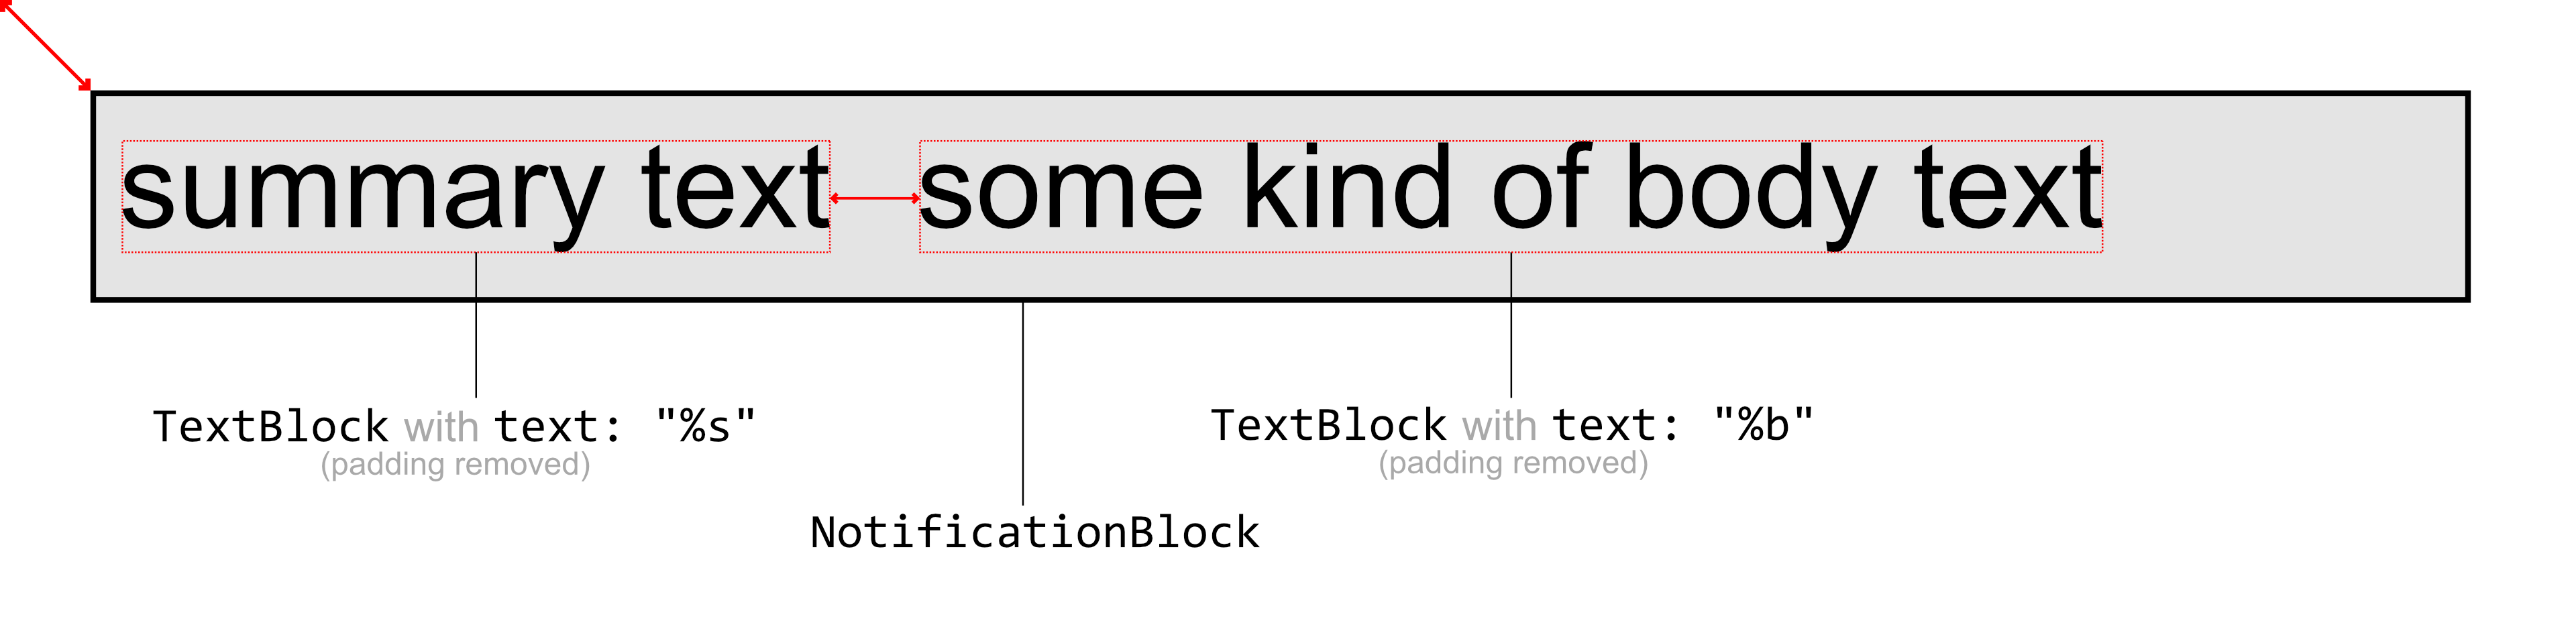 summary text some kind of body text
TextBlock with text: "%s"
(padding removed)
TextBlock with text: "%b"
(padding removed)
NotificationBlock